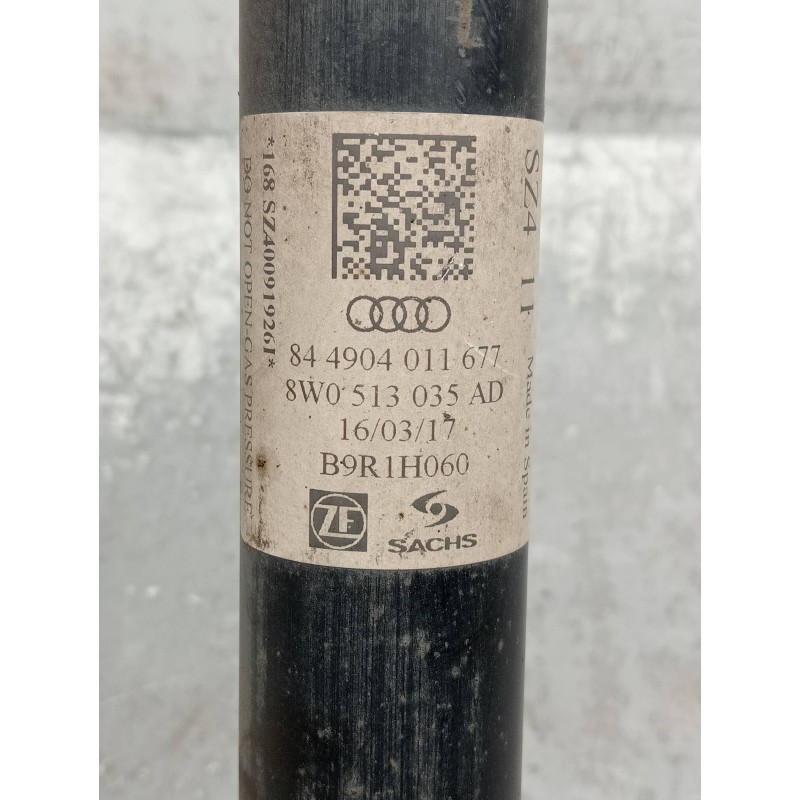 84 4904 011 677
8W0 513 035 AD
16/03/17
B9R1H060
ZF
SACHS
*168 SZ40091926I*
DO NOT OPEN-GAS PRESSURE
SZ4 1F
Made in Spain